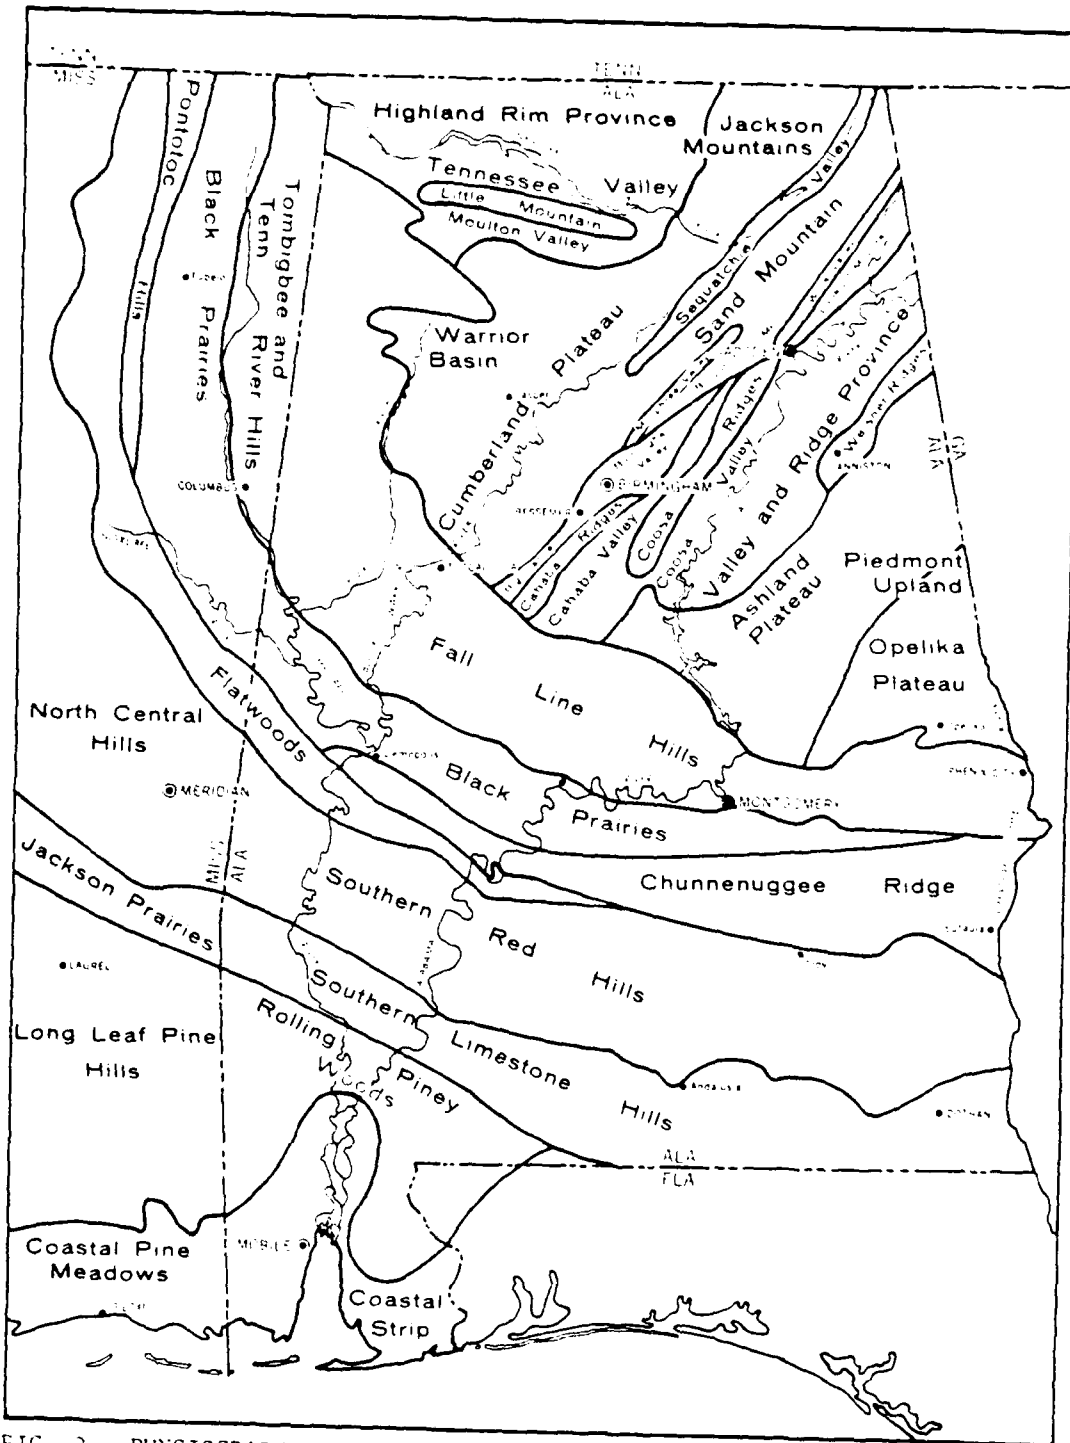 TENN
MISS
TENN
ALA
Pontotoc
Hills
Black
Prairies
Tombigbee and
Tenn River Hills
Highland Rim Province
Jackson
Mountains
Tennessee Valley
Little Mountain
Moulton Valley
Sequatchie Valley
Sand Mountain
Warrior
Basin
Cumberland Plateau
Valley and Ridge Province
Weisner Ridges
ANNISTON
GA
ALA
COLUMBUS
BIRMINGHAM
BESSEMER
Cahaba Ridges
Cahaba Valley
Coosa Ridges
Coosa Valley
Ashland
Plateau
Piedmont
Upland
Opelika
Plateau
Fall Line Hills
Flatwoods
North Central
Hills
MERIDIAN
Demopolis
Black Prairies
MONTGOMERY
PHENIX CITY
MISS
ALA
Jackson Prairies
Southern Red Hills
Chunnenuggee Ridge
EUFAULA
LAUREL
Southern Limestone Hills
Long Leaf Pine
Hills
Rolling Piney
Woods
Andalusia
DOTHAN
ALA
FLA
Coastal Pine
Meadows
MOBILE
Coastal
Strip